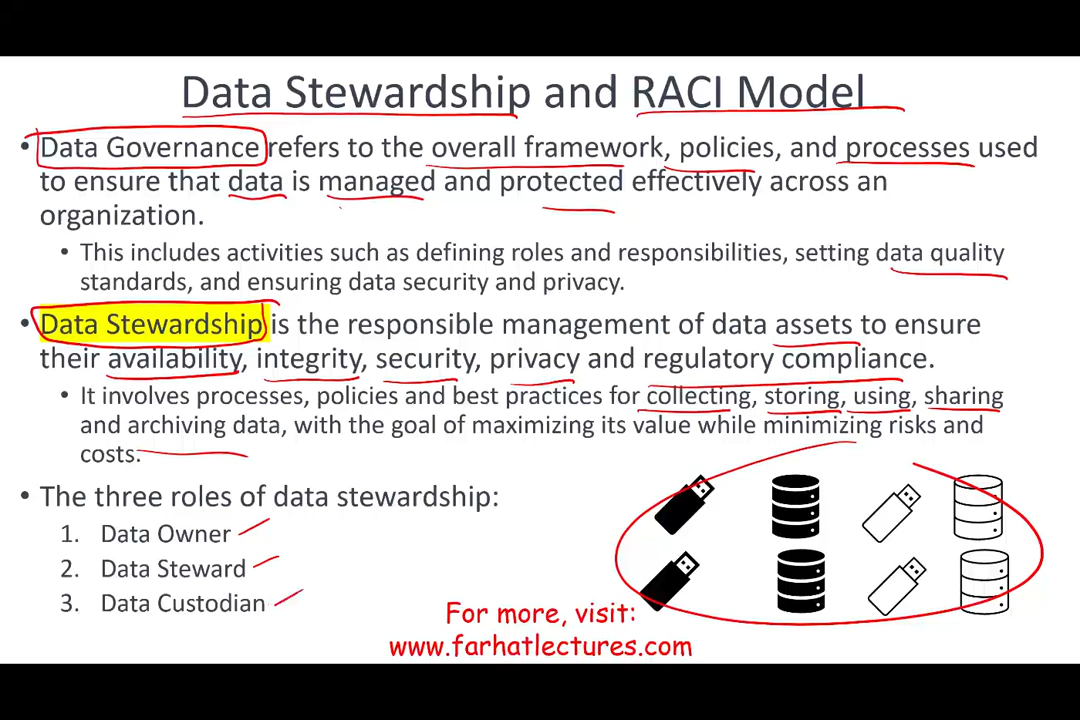 Data Stewardship and RACI Model
• Data Governance refers to the overall framework, policies, and processes used
to ensure that data is managed and protected effectively across an
organization.
• This includes activities such as defining roles and responsibilities, setting data quality
standards, and ensuring data security and privacy.
• Data Stewardship is the responsible management of data assets to ensure
their availability, integrity, security, privacy and regulatory compliance.
• It involves processes, policies and best practices for collecting, storing, using, sharing
and archiving data, with the goal of maximizing its value while minimizing risks and
costs.
• The three roles of data stewardship:
1. Data Owner
2. Data Steward
3. Data Custodian
For more, visit:
www.farhatlectures.com